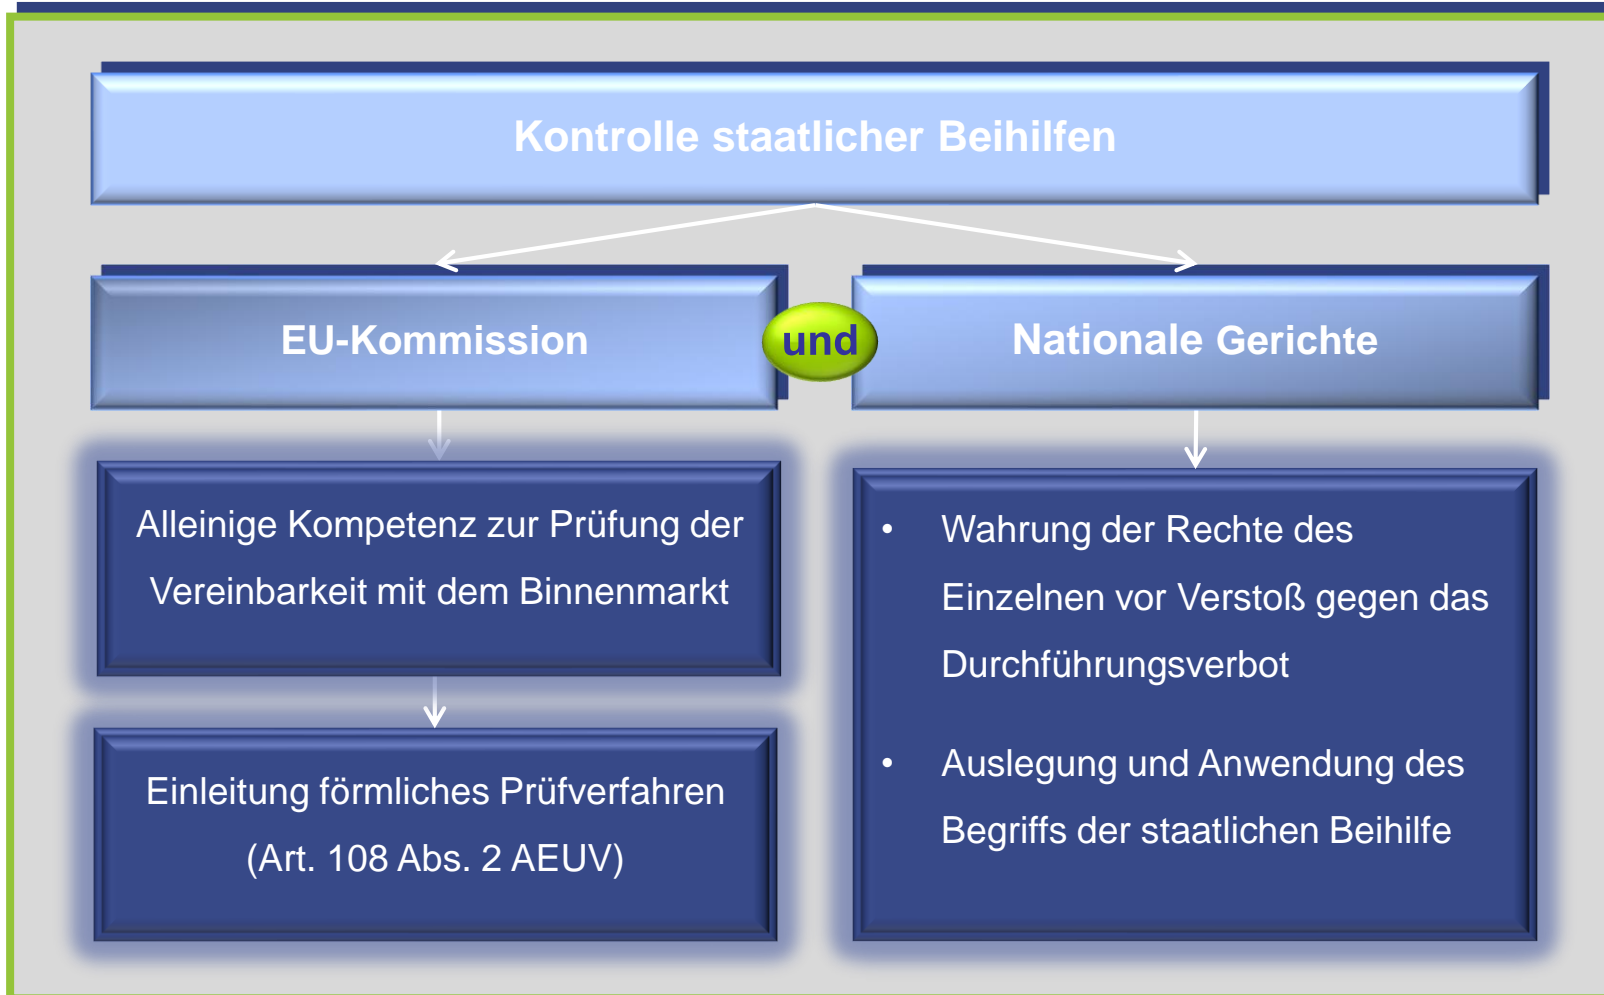 Kontrolle staatlicher Beihilfen
EU-Kommission
und
Nationale Gerichte
Alleinige Kompetenz zur Prüfung der
Vereinbarkeit mit dem Binnenmarkt
Einleitung förmliches Prüfverfahren
(Art. 108 Abs. 2 AEUV)
• Wahrung der Rechte des
Einzelnen vor Verstoß gegen das
Durchführungsverbot
• Auslegung und Anwendung des
Begriffs der staatlichen Beihilfe